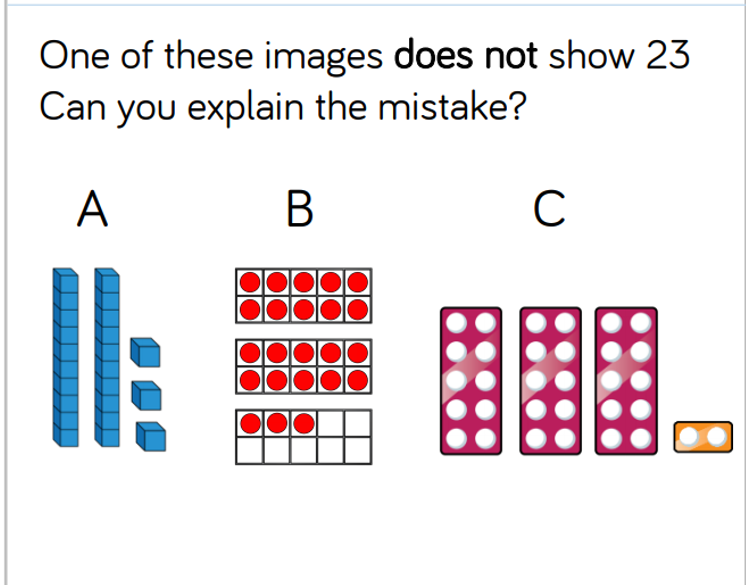 One of these images does not show 23
Can you explain the mistake?
A B C